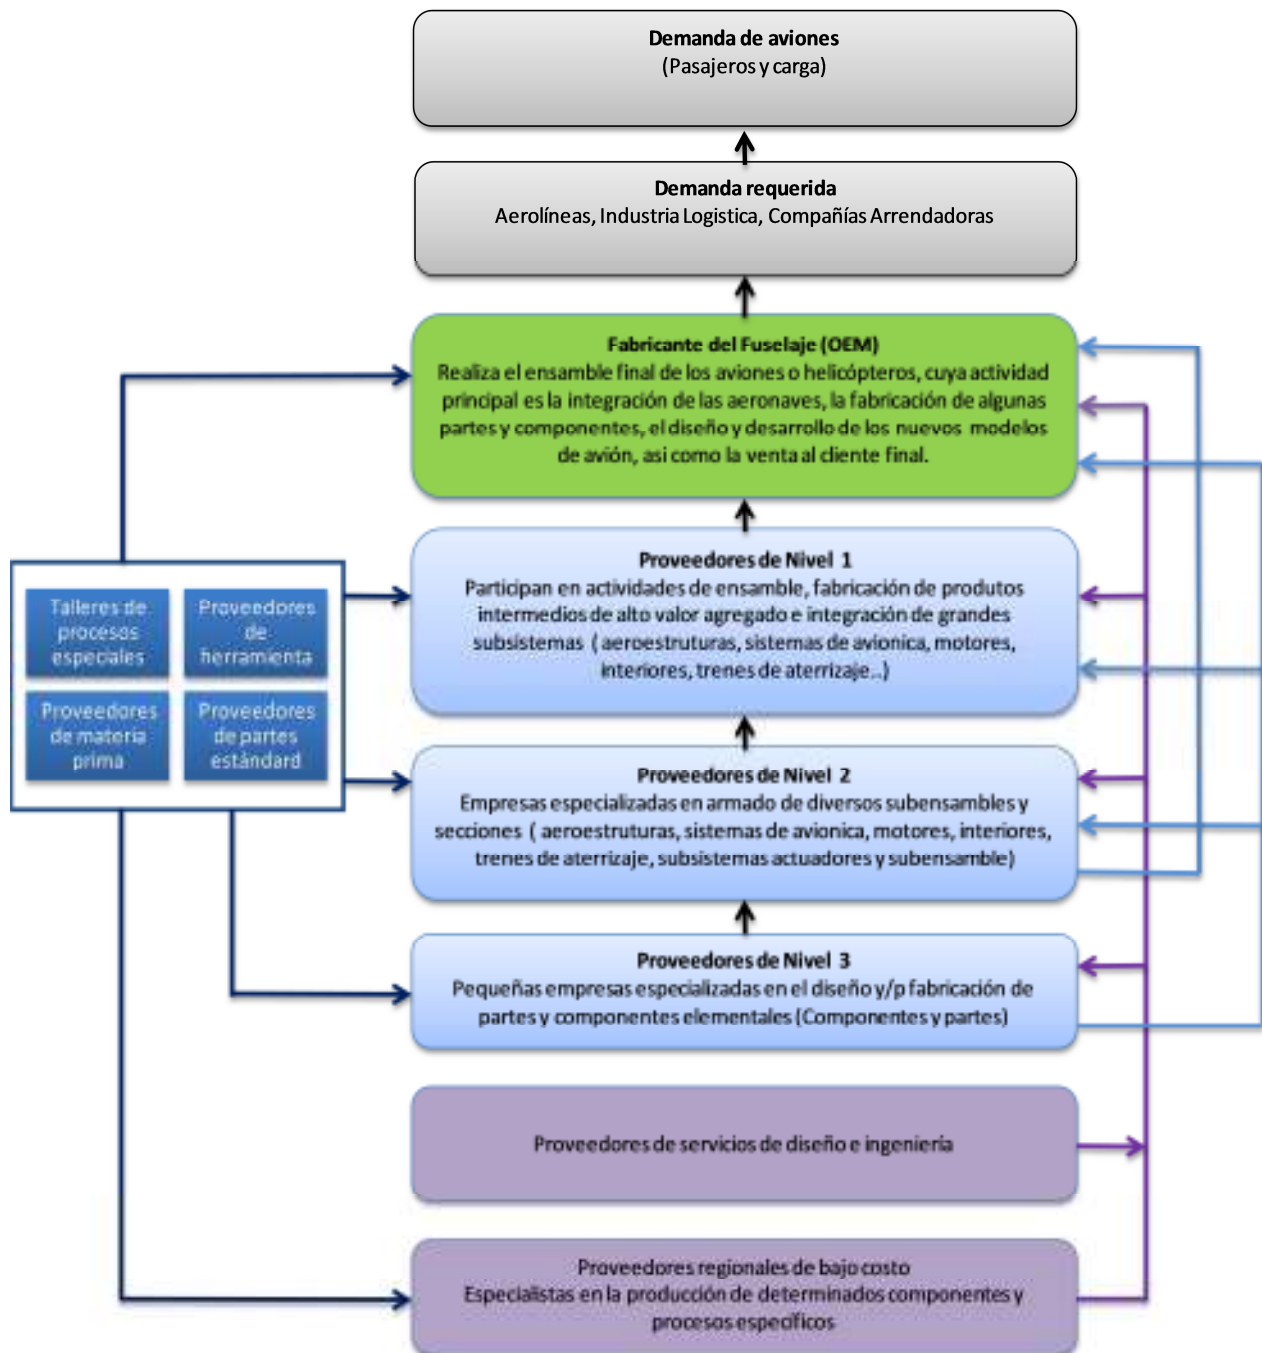 Demanda de aviones
(Pasajeros y carga)
Demanda requerida
Aerolíneas, Industria Logistica, Compañías Arrendadoras
Fabricante del Fuselaje (OEM)
Realiza el ensamble final de los aviones o helicópteros, cuya actividad
principal es la integración de las aeronaves, la fabricación de algunas
partes y componentes, el diseño y desarrollo de los nuevos modelos
de avión, asi como la venta al cliente final.
Proveedores de Nivel 1
Participan en actividades de ensamble, fabricación de produtos
intermedios de alto valor agregado e integración de grandes
subsistemas ( aeroestruturas, sistemas de avionica, motores,
interiores, trenes de aterrizaje...)
Talleres de
procesos
especiales
Proveedores
de
herramienta
Proveedores
de materia
prima
Proveedores
de partes
estándard
Proveedores de Nivel 2
Empresas especializadas en armado de diversos subensambles y
secciones ( aeroestruturas, sistemas de avionica, motores, interiores,
trenes de aterrizaje, subsistemas actuadores y subensamble)
Proveedores de Nivel 3
Pequeñas empresas especializadas en el diseño y/p fabricación de
partes y componentes elementales (Componentes y partes)
Proveedores de servicios de diseño e ingeniería
Proveedores regionales de bajo costo
Especialistas en la producción de determinados componentes y
procesos específicos